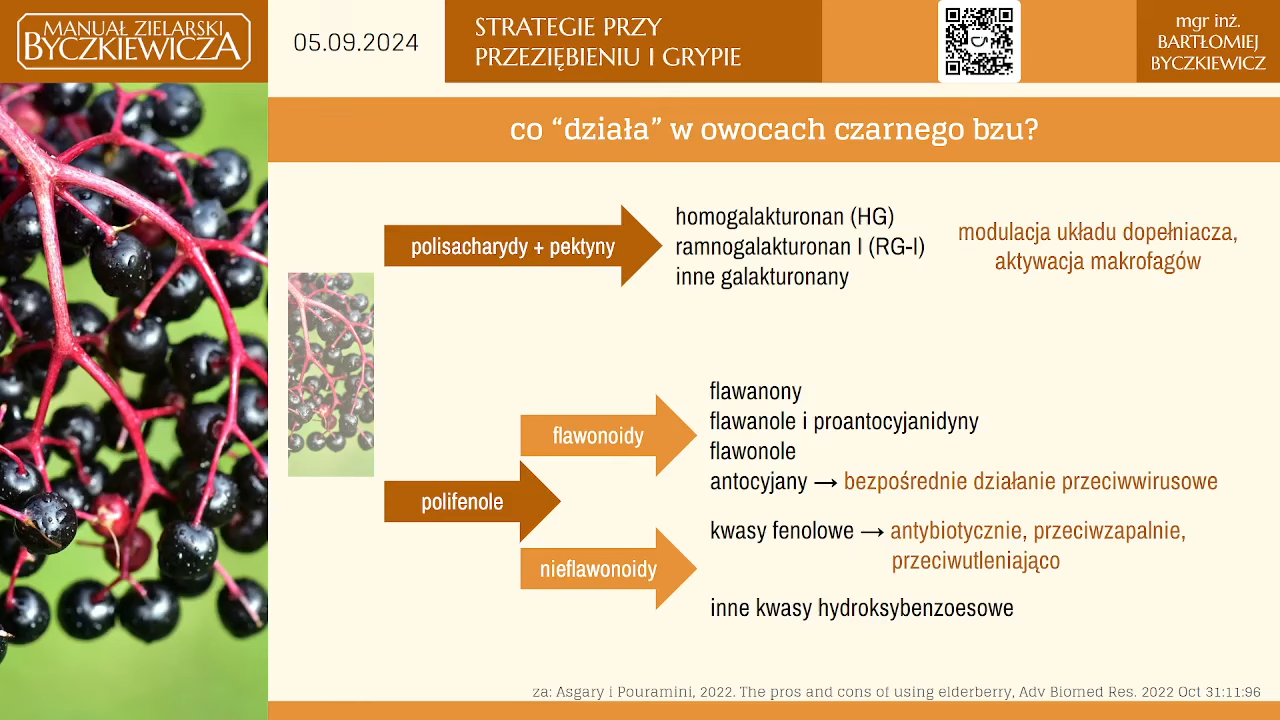 MANUAŁ ZIELARSKI
BYCZKIEWICZA
05.09.2024
STRATEGIE PRZY
PRZEZIĘBIENIU I GRYPIE
mgr inż.
BARTŁOMIEJ
BYCZKIEWICZ
co “działa” w owocach czarnego bzu?
polisacharydy + pektyny
homogalakturonan (HG)
ramnogalakturonan I (RG-I)
inne galakturonany
modulacja układu dopełniacza,
aktywacja makrofagów
polifenole
flawonoidy
flawanony
flawanole i proantocyjanidyny
flawonole
antocyjany → bezpośrednie działanie przeciwwirusowe
nieflawonoidy
kwasy fenolowe → antybiotycznie, przeciwzapalnie,
przeciwutleniająco
inne kwasy hydroksybenzoesowe
za: Asgary i Pouramini, 2022. The pros and cons of using elderberry, Adv Biomed Res. 2022 Oct 31:11:96